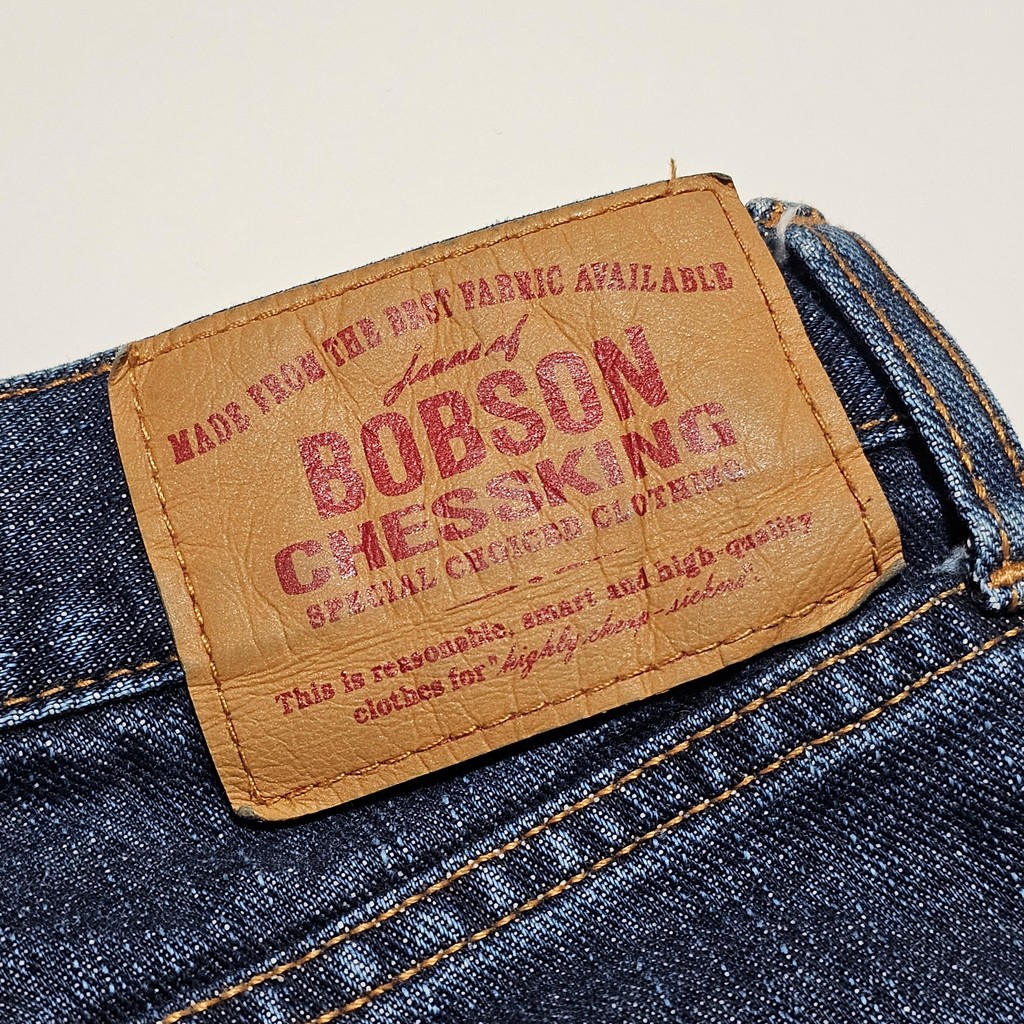 MADE FROM THE BEST FABRIC AVAILABLE
jeans of
BOBSON
CHESSKING
SPECIAL CHOICED CLOTHING
This is reasonable, smart and high-quality
clothes for "highly cheap-sickers".